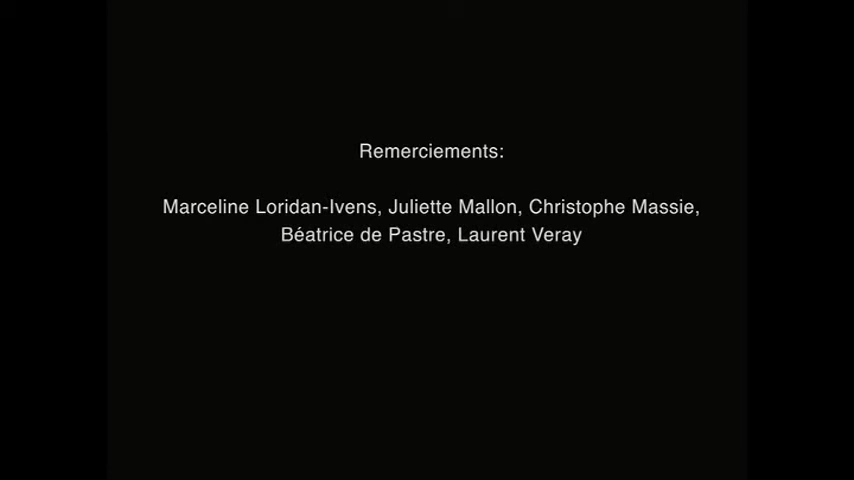 Remerciements:
Marceline Loridan-Ivens, Juliette Mallon, Christophe Massie,
Béatrice de Pastre, Laurent Veray